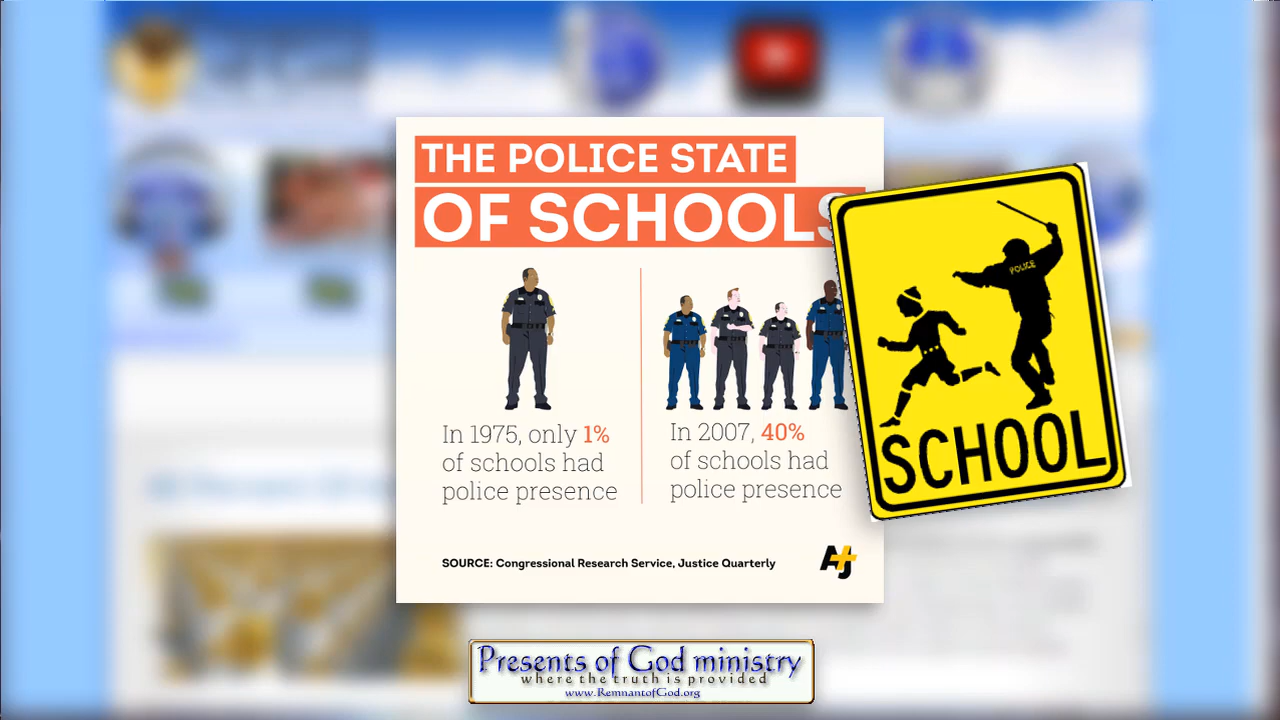 THE POLICE STATE
OF SCHOOLS
In 1975, only 1%
of schools had
police presence
In 2007, 40%
of schools had
police presence
SOURCE: Congressional Research Service, Justice Quarterly
AJ+
POLICE
SCHOOL
Presents of God ministry
where the truth is provided
www.RemnantofGod.org